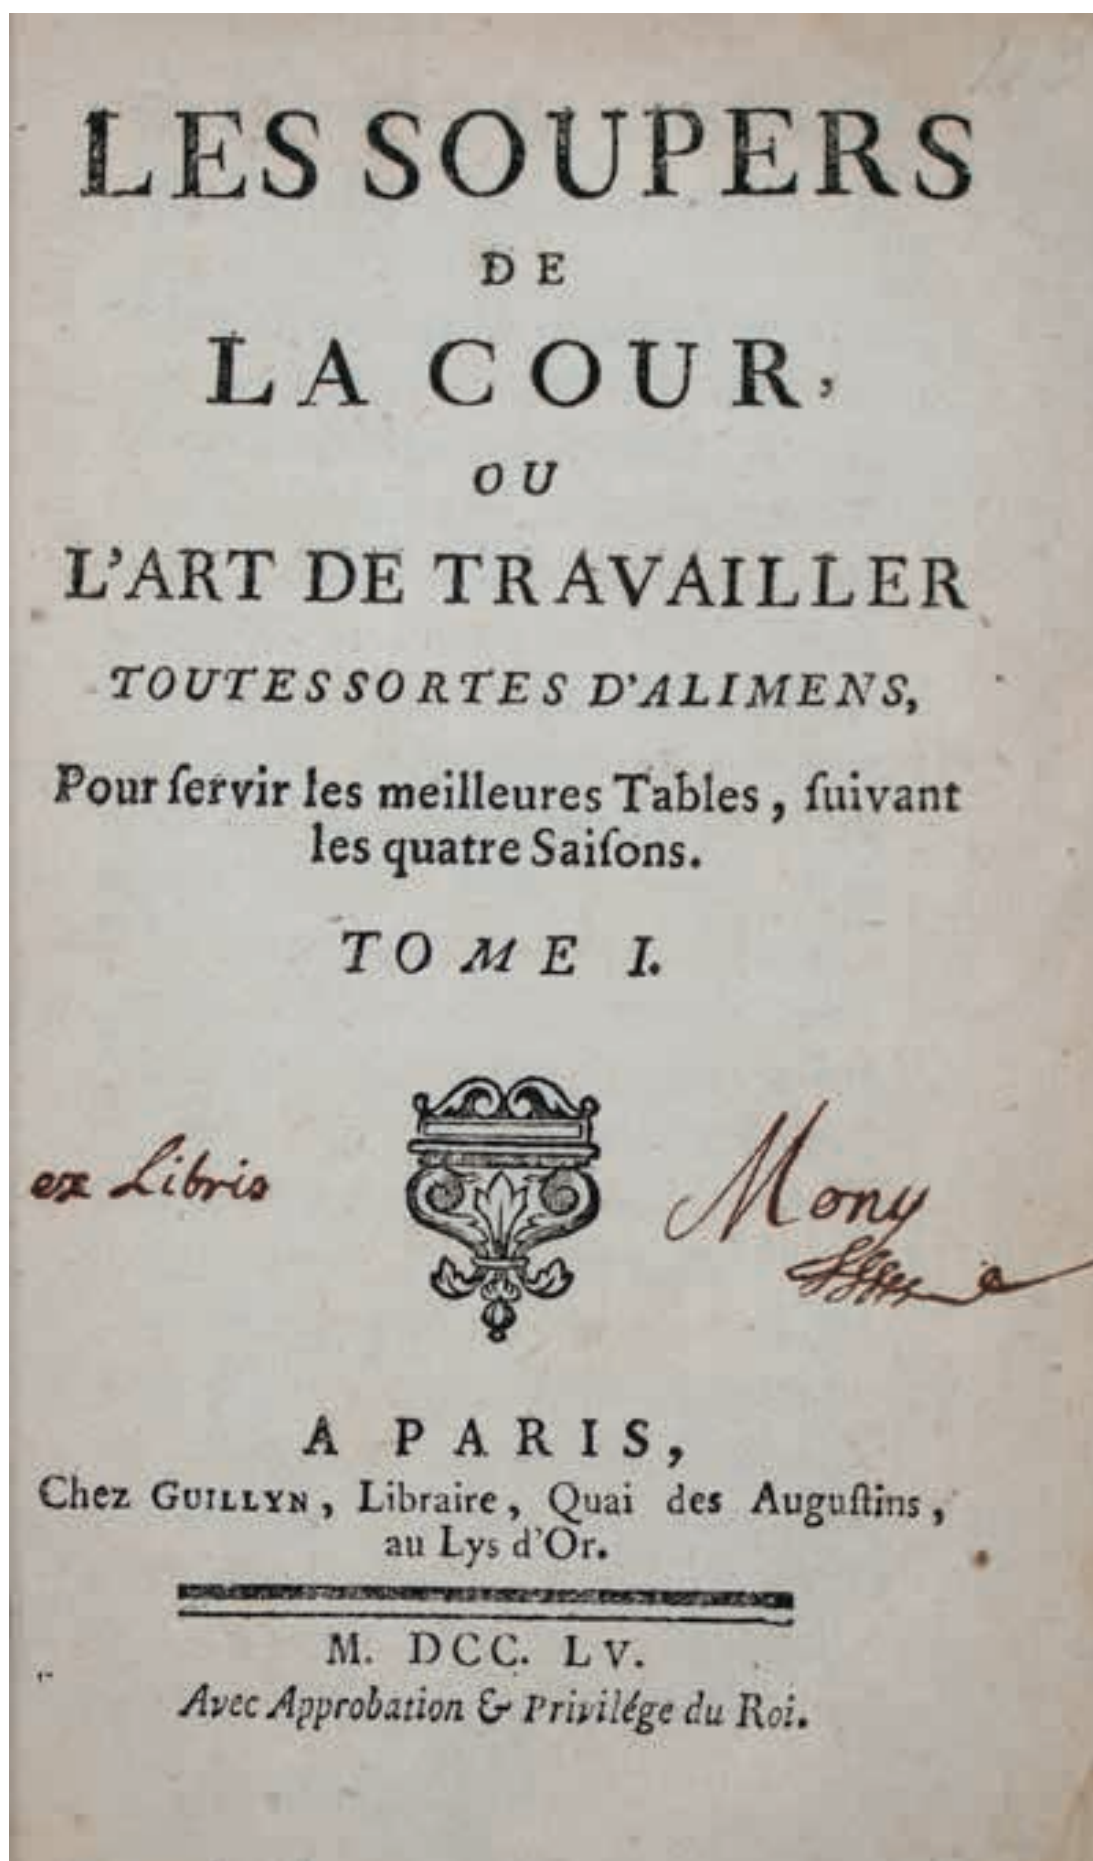 LES SOUPERS
DE
LA COUR,
OU
L'ART DE TRAVAILLER
TOUTES SORTES D'ALIMENS,
Pour ſervir les meilleures Tables, ſuivant
les quatre Saiſons.
TOME I.
ex Libris
Mony
A PARIS,
Chez GUILLYN, Libraire, Quai des Auguſtins,
au Lys d'Or.
M. DCC. LV.
Avec Approbation & Privilége du Roi.